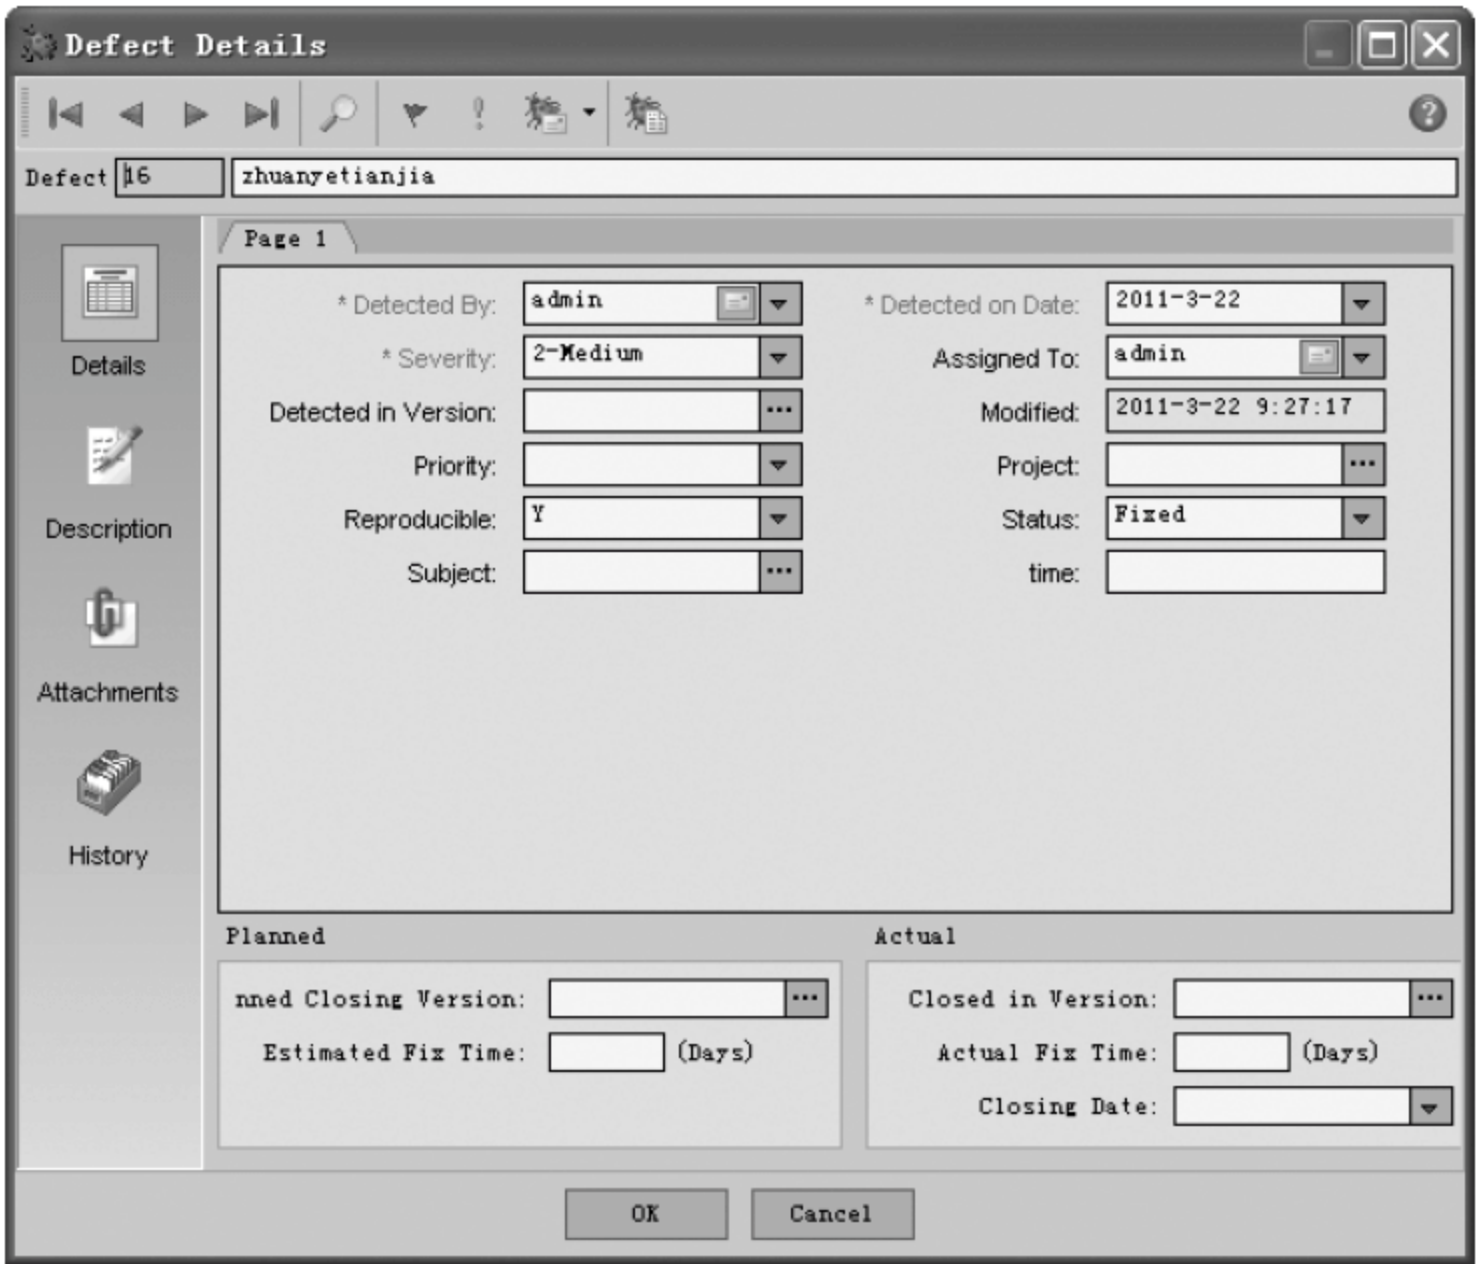 Defect Details
Defect 16 zhuanyetianjia
Page 1
* Detected By: admin * Detected on Date: 2011-3-22
* Severity: 2-Medium Assigned To: admin
Detected in Version: Modified: 2011-3-22 9:27:17
Priority: Project:
Reproducible: Y Status: Fixed
Subject: time:
Details
Description
Attachments
History
Planned Actual
nned Closing Version: Closed in Version:
Estimated Fix Time: (Days) Actual Fix Time: (Days)
Closing Date:
OK Cancel